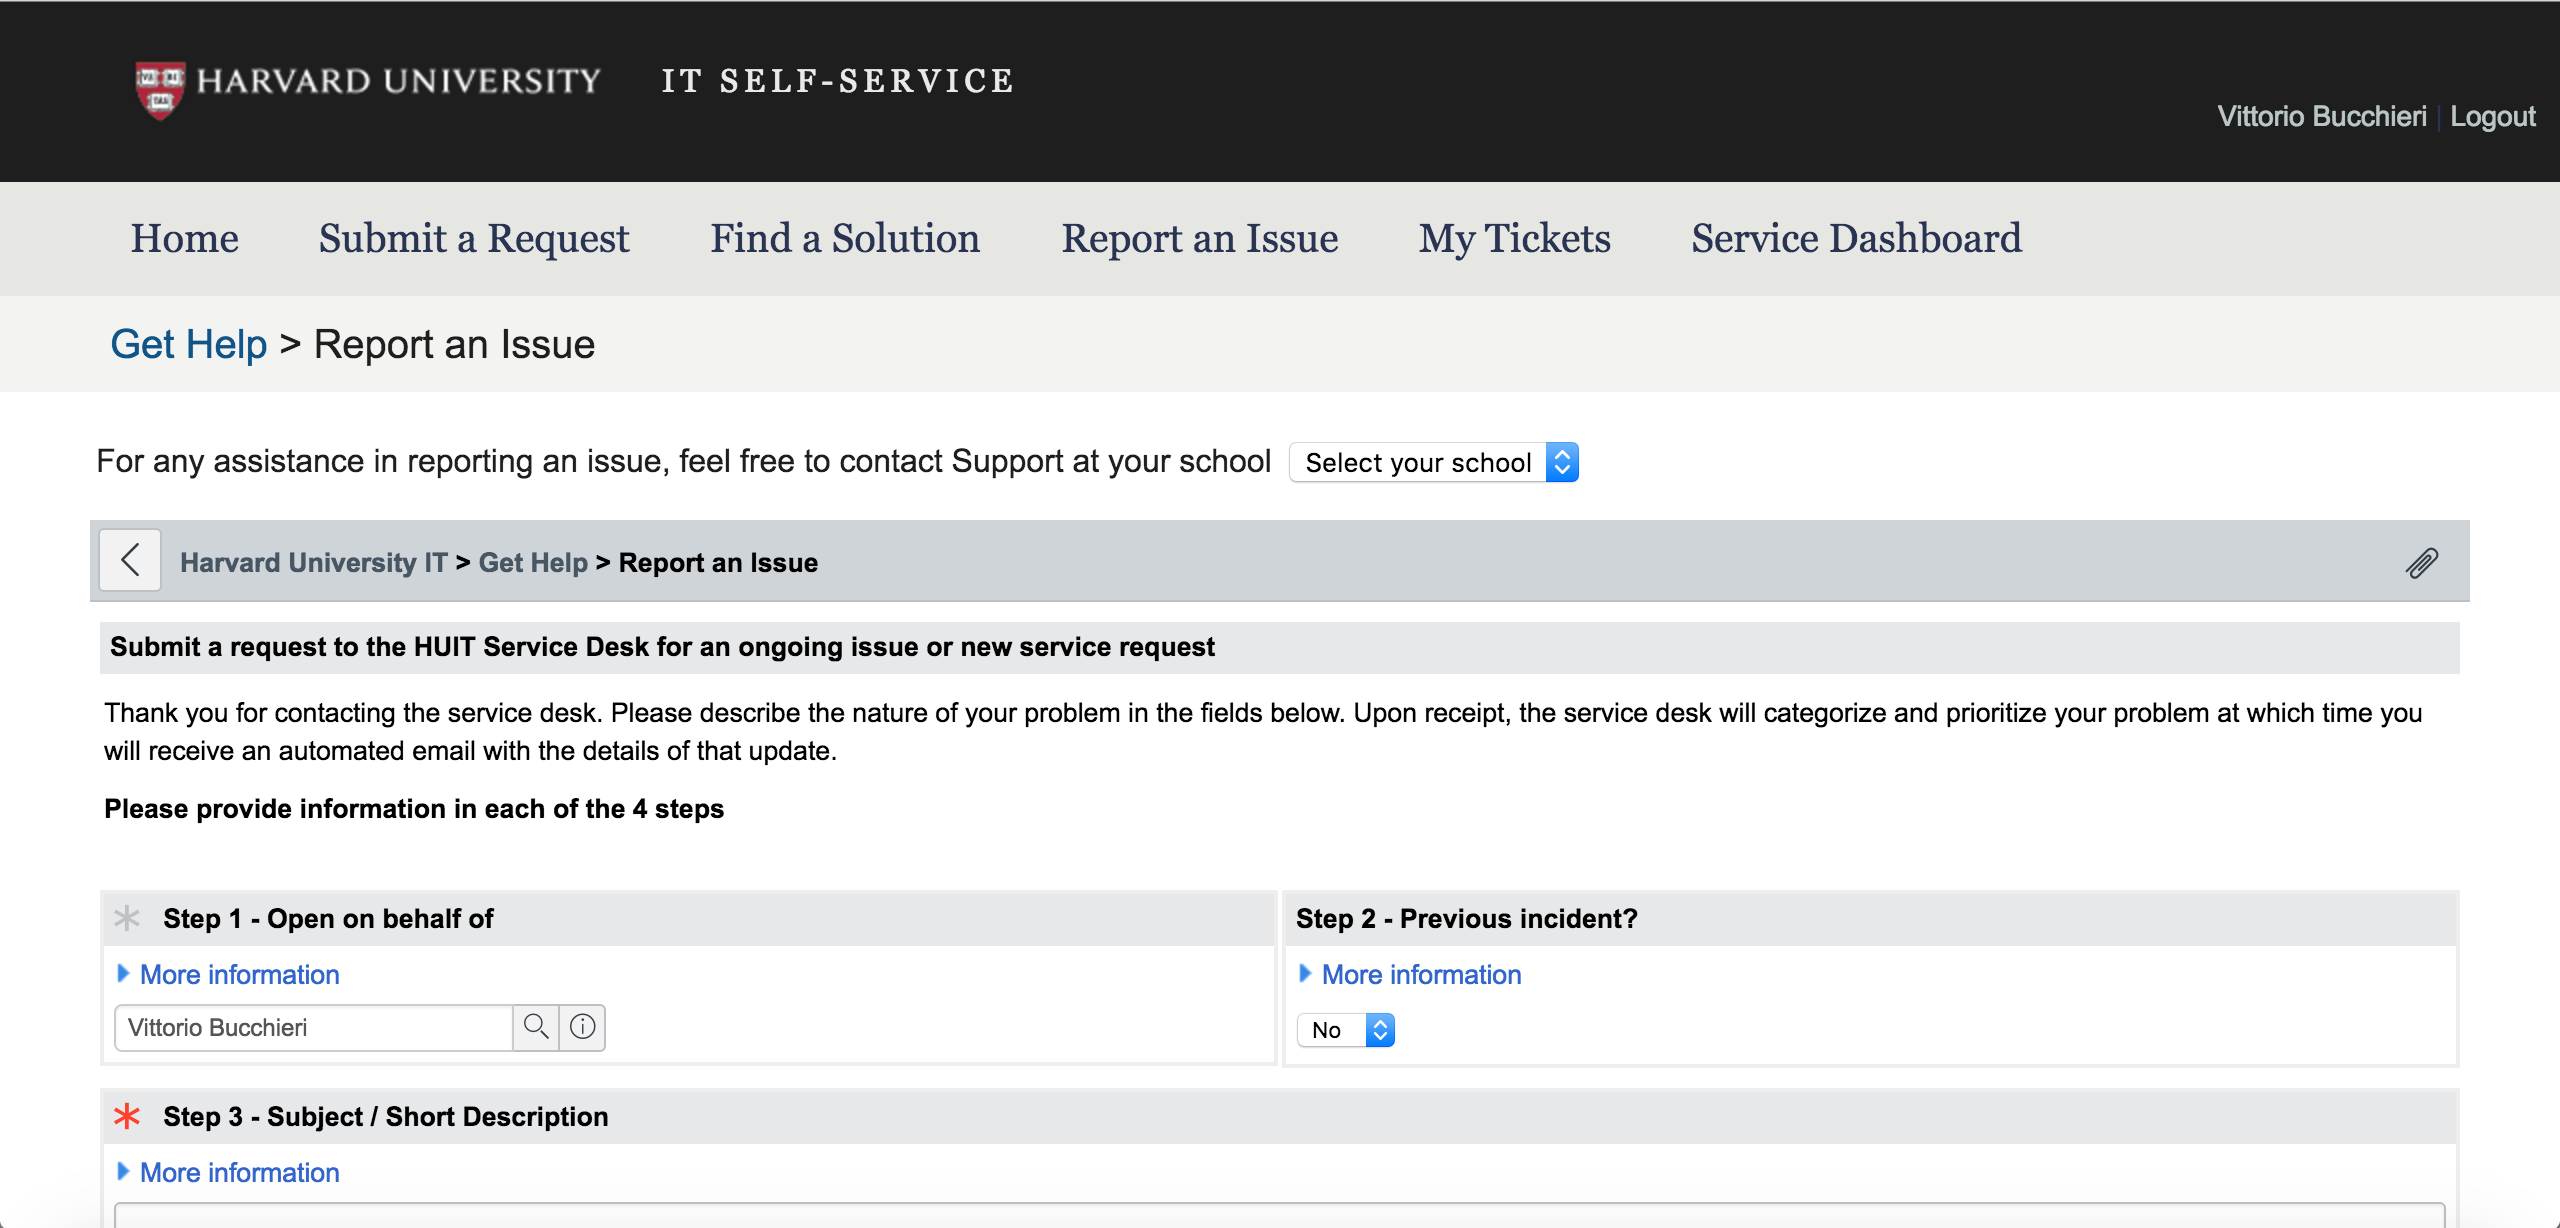 HARVARD UNIVERSITY IT SELF-SERVICE
Vittorio Bucchieri | Logout
Home Submit a Request Find a Solution Report an Issue My Tickets Service Dashboard
Get Help > Report an Issue
For any assistance in reporting an issue, feel free to contact Support at your school Select your school
Harvard University IT > Get Help > Report an Issue
Submit a request to the HUIT Service Desk for an ongoing issue or new service request
Thank you for contacting the service desk. Please describe the nature of your problem in the fields below. Upon receipt, the service desk will categorize and prioritize your problem at which time you
will receive an automated email with the details of that update.
Please provide information in each of the 4 steps
Step 1 - Open on behalf of
More information
Vittorio Bucchieri
Step 2 - Previous incident?
More information
No
Step 3 - Subject / Short Description
More information